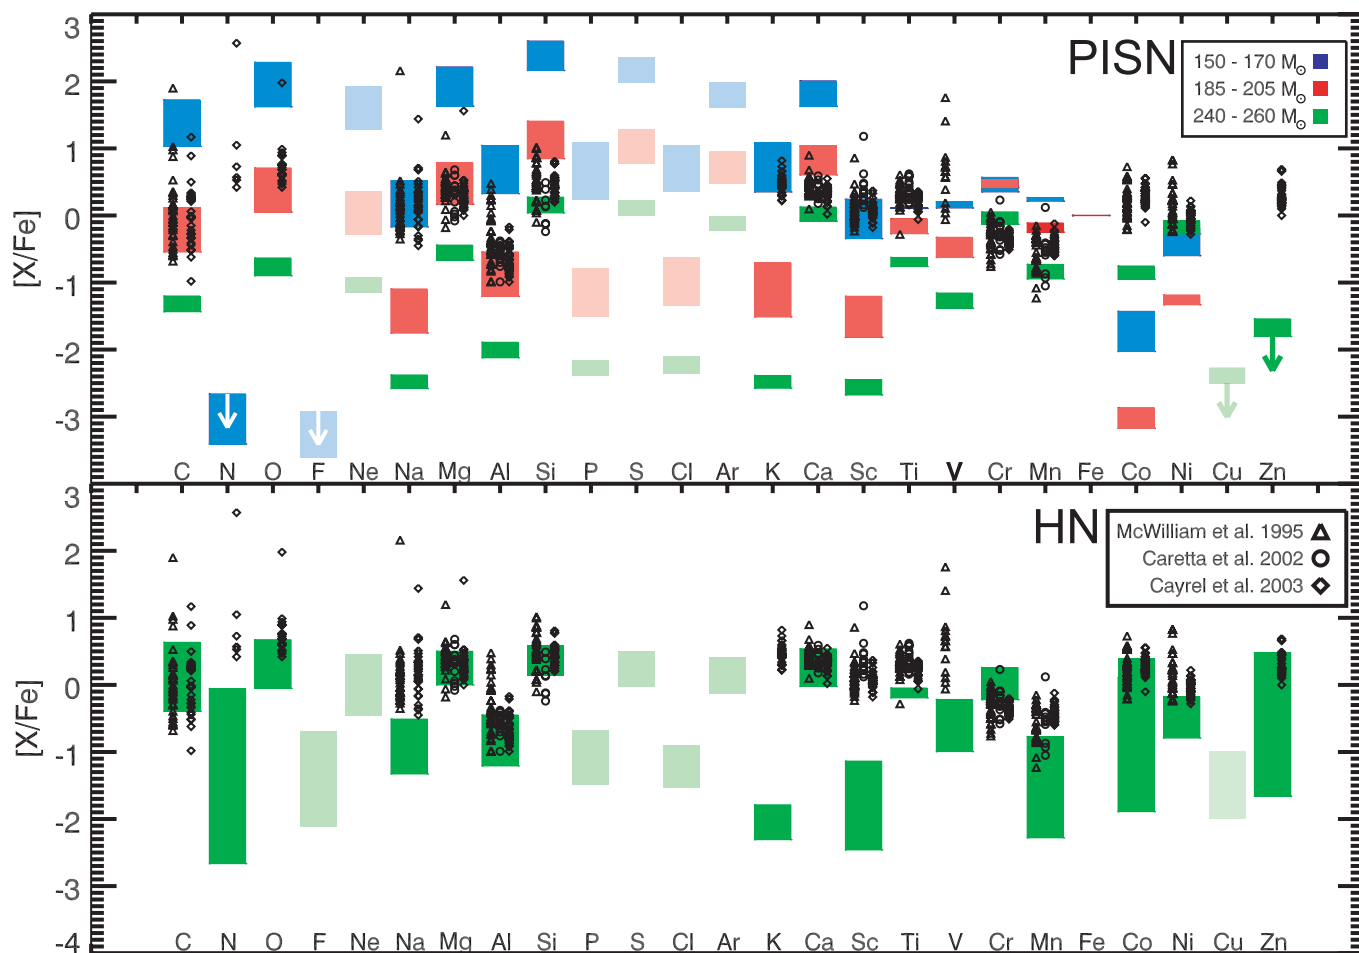 3
2
1
0
-1
-2
-3
[X/Fe]
PISN
150 - 170 M⊙
185 - 205 M⊙
240 - 260 M⊙
C N O F Ne Na Mg Al Si P S Cl Ar K Ca Sc Ti V Cr Mn Fe Co Ni Cu Zn
3
2
1
0
-1
-2
-3
-4
[X/Fe]
HN
McWilliam et al. 1995
Caretta et al. 2002
Cayrel et al. 2003
C N O F Ne Na Mg Al Si P S Cl Ar K Ca Sc Ti V Cr Mn Fe Co Ni Cu Zn